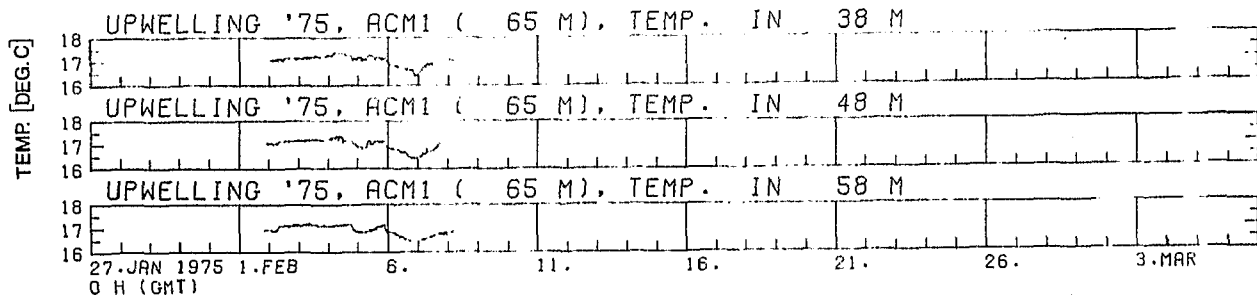 UPWELLING '75, ACM1 ( 65 M), TEMP. IN 38 M
18
17
16
UPWELLING '75, ACM1 ( 65 M), TEMP. IN 48 M
TEMP. [DEG. C]
18
17
16
UPWELLING '75, ACM1 ( 65 M), TEMP. IN 58 M
18
17
16
27.JAN 1975 1.FEB 6. 11. 16. 21. 26. 3.MAR
0 H (GMT)